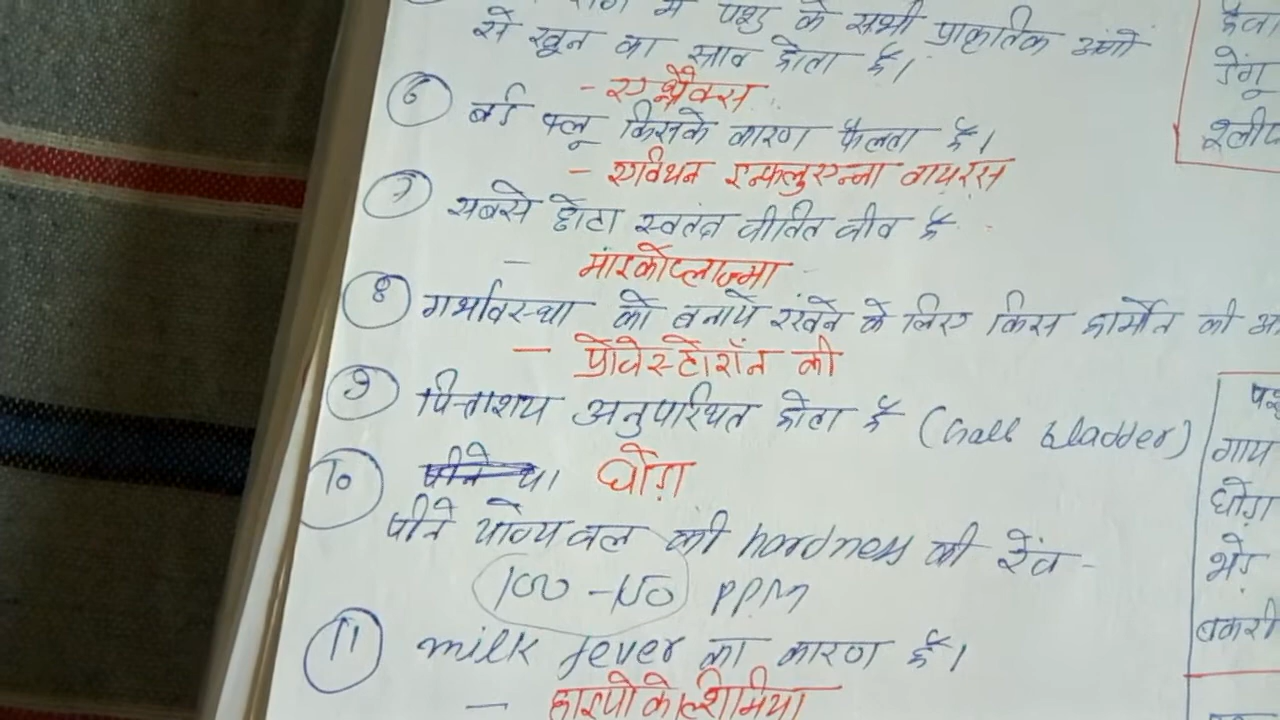 में पशु के सभी प्राकृतिक अंगों
से खून का स्त्राव होता है।
- एन्थ्रैक्स
6 बर्ड फ्लू किसके कारण फैलता है।
- एवियन इन्फ्लुएन्जा वायरस
7 सबसे छोटा स्वतंत्र जीवित जीव है
- माइकोप्लाज्मा
8 गर्भावस्था को बनाये रखने के लिए किस हार्मोन की
- प्रोजेस्टोरॉन की
9 पित्ताशय अनुपस्थित होता है (Gall bladder)
घोड़ा
10 पीने योग्य जल की hardness की रेंज -
100 - 150 PPM
11 milk fever का कारण है।
- हाइपोकेल्शिमिया
हैजा
डेंगू
गाय
घोड़ा
भेड़
बकरी